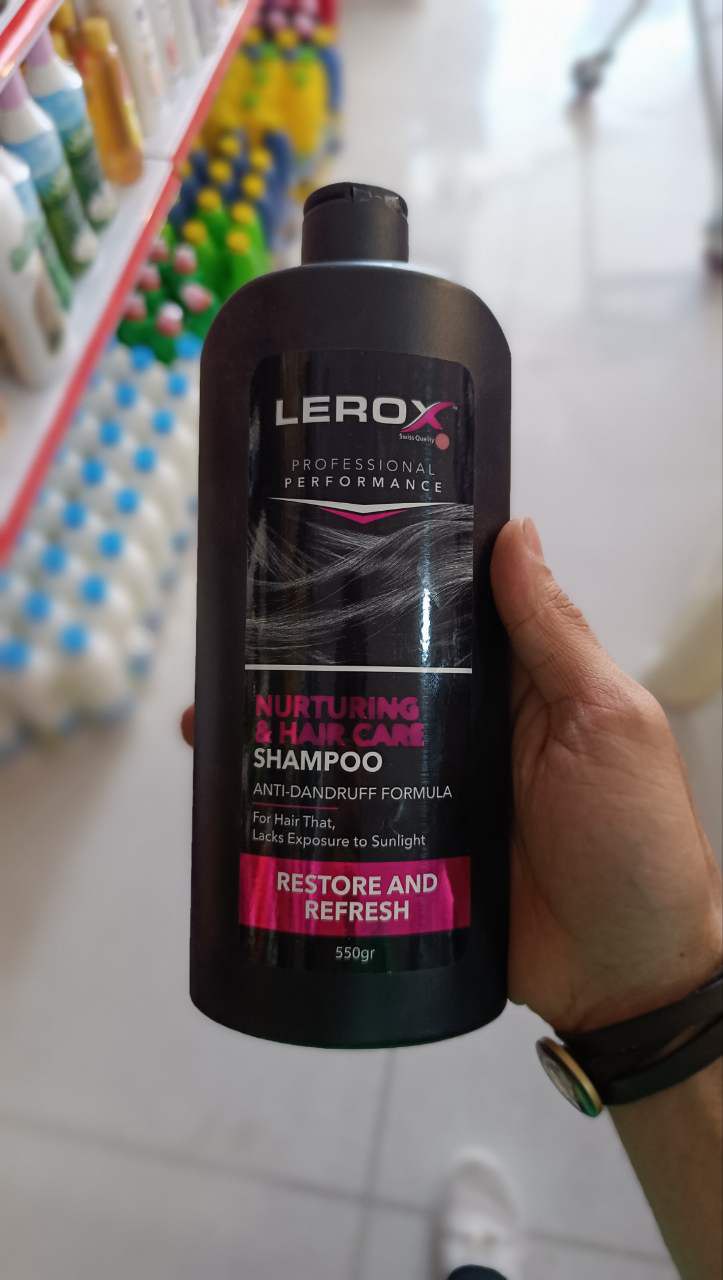 LEROX™
Swiss Quality
PROFESSIONAL
PERFORMANCE
NURTURING
& HAIR CARE
SHAMPOO
ANTI-DANDRUFF FORMULA
For Hair That,
Lacks Exposure to Sunlight
RESTORE AND
REFRESH
550gr